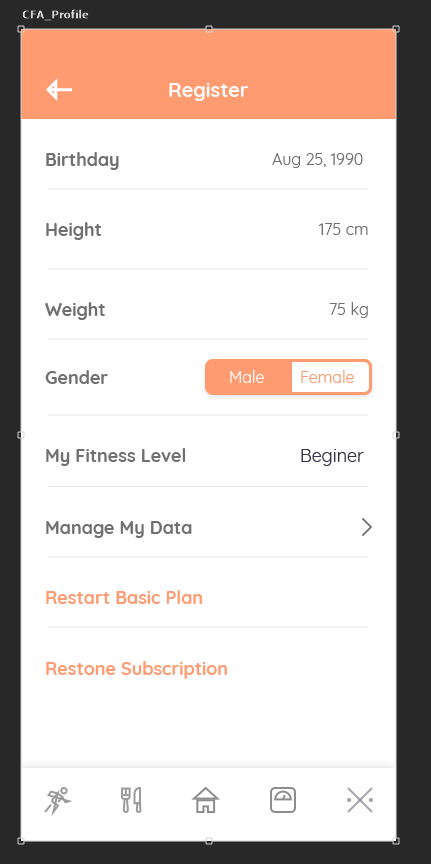 CFA_Profile
Register
Birthday Aug 25, 1990
Height 175 cm
Weight 75 kg
Gender Male Female
My Fitness Level Beginer
Manage My Data
Restart Basic Plan
Restone Subscription